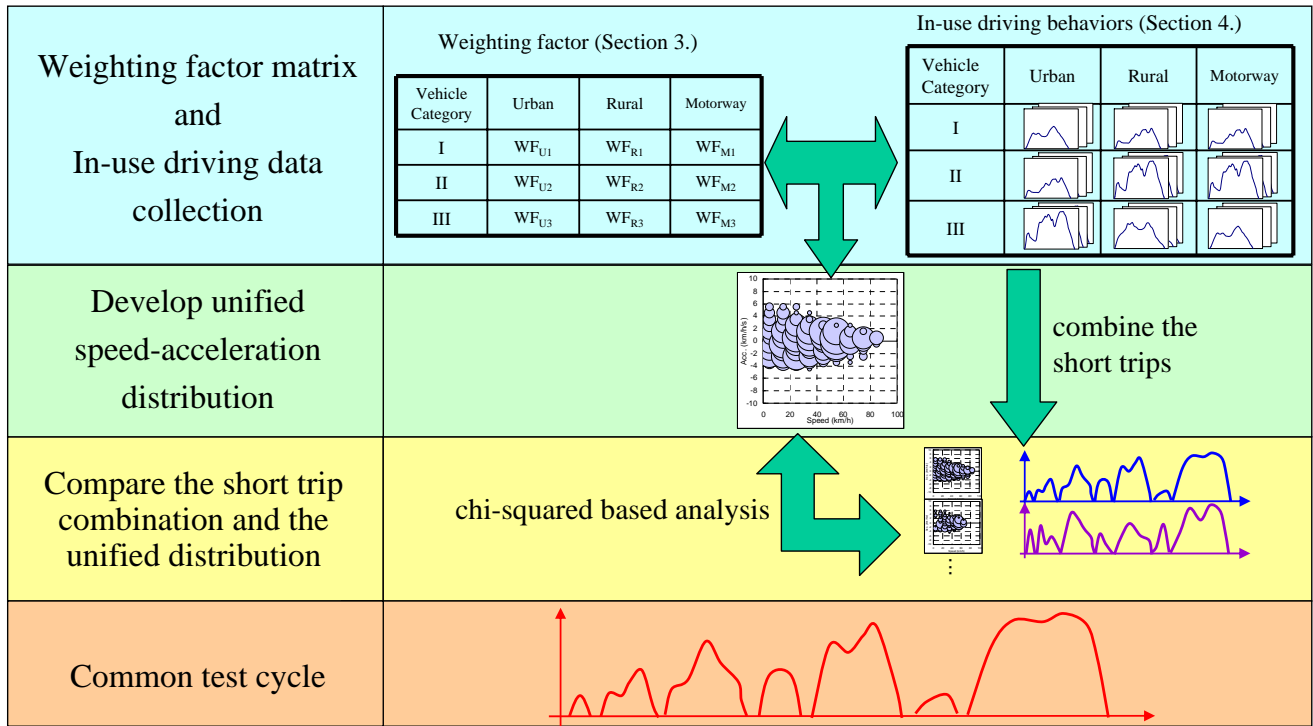 Weighting factor matrix
and
In-use driving data
collection
Weighting factor (Section 3.)
Vehicle
Category
Urban
Rural
Motorway
I
WFU1
WFR1
WFM1
II
WFU2
WFR2
WFM2
III
WFU3
WFR3
WFM3
In-use driving behaviors (Section 4.)
Vehicle
Category
Urban
Rural
Motorway
I
II
III
Develop unified
speed-acceleration
distribution
Acc. (km/h/s)
10
8
6
4
2
0
-2
-4
-6
-8
-10
0
20
40
60
80
100
Speed (km/h)
combine the
short trips
Compare the short trip
combination and the
unified distribution
chi-squared based analysis
⋮
Common test cycle